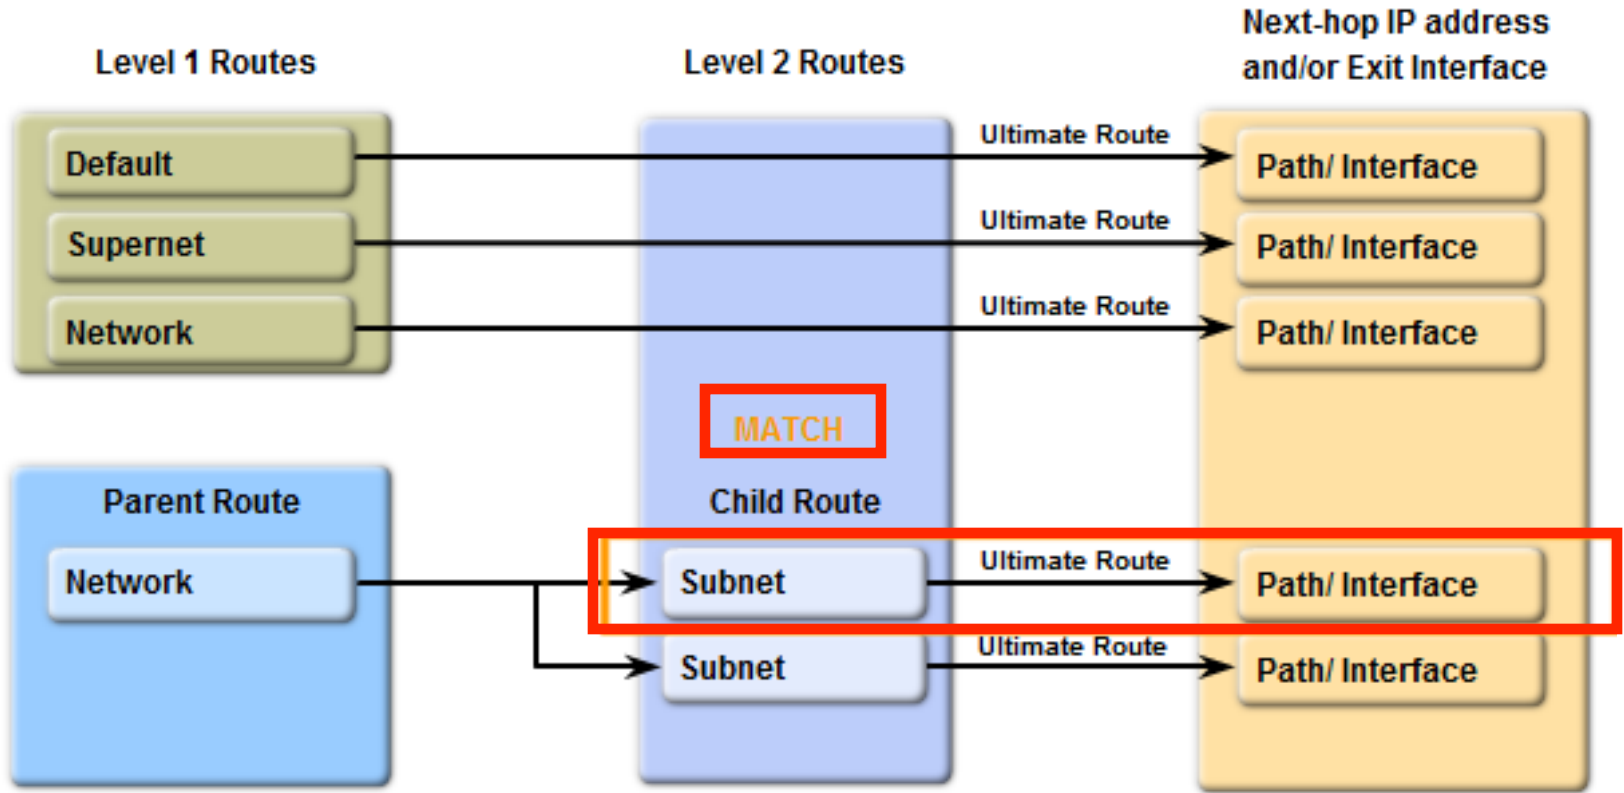 Level 1 Routes
Level 2 Routes
Next-hop IP address
and/or Exit Interface
Default
Ultimate Route
Path/ Interface
Supernet
Ultimate Route
Path/ Interface
Network
Ultimate Route
Path/ Interface
MATCH
Parent Route
Child Route
Network
Subnet
Ultimate Route
Path/ Interface
Subnet
Ultimate Route
Path/ Interface